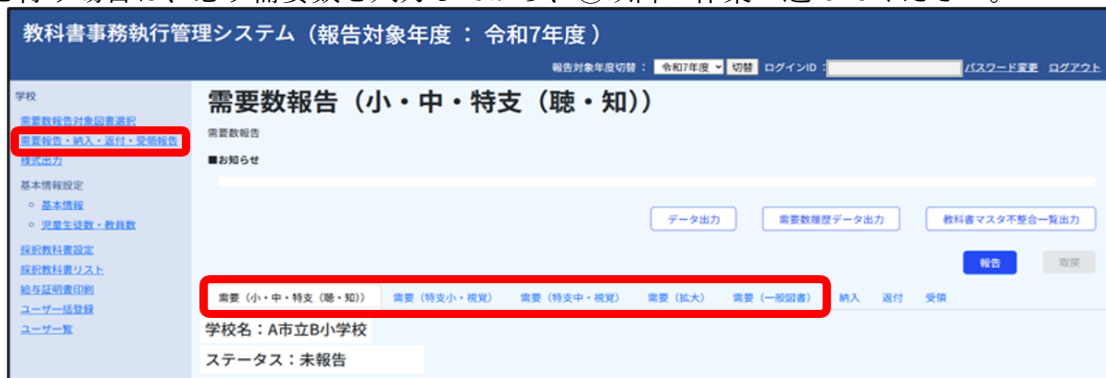 教科書事務執行管理システム（報告対象年度 ： 令和7年度 ）
報告対象年度切替： 令和7年度 切替 ログインID： パスワード変更 ログアウト
学校
需要数報告対象図書選択
需要報告・納入・返付・受領報告
様式出力
基本情報設定
基本情報
児童生徒数・教員数
採択教科書設定
採択教科書リスト
給与証明書印刷
ユーザー括登録
ユーザ一覧
需要数報告（小・中・特支（聴・知））
需要数報告
■お知らせ
データ出力 需要数履歴データ出力 教科書マスタ不整合一覧出力
報告 取戻
需要（小・中・特支（聴・知）） 需要（特支小・視覚） 需要（特支中・視覚） 需要（拡大） 需要（一般図書） 納入 返付 受領
学校名：A市立B小学校
ステータス：未報告